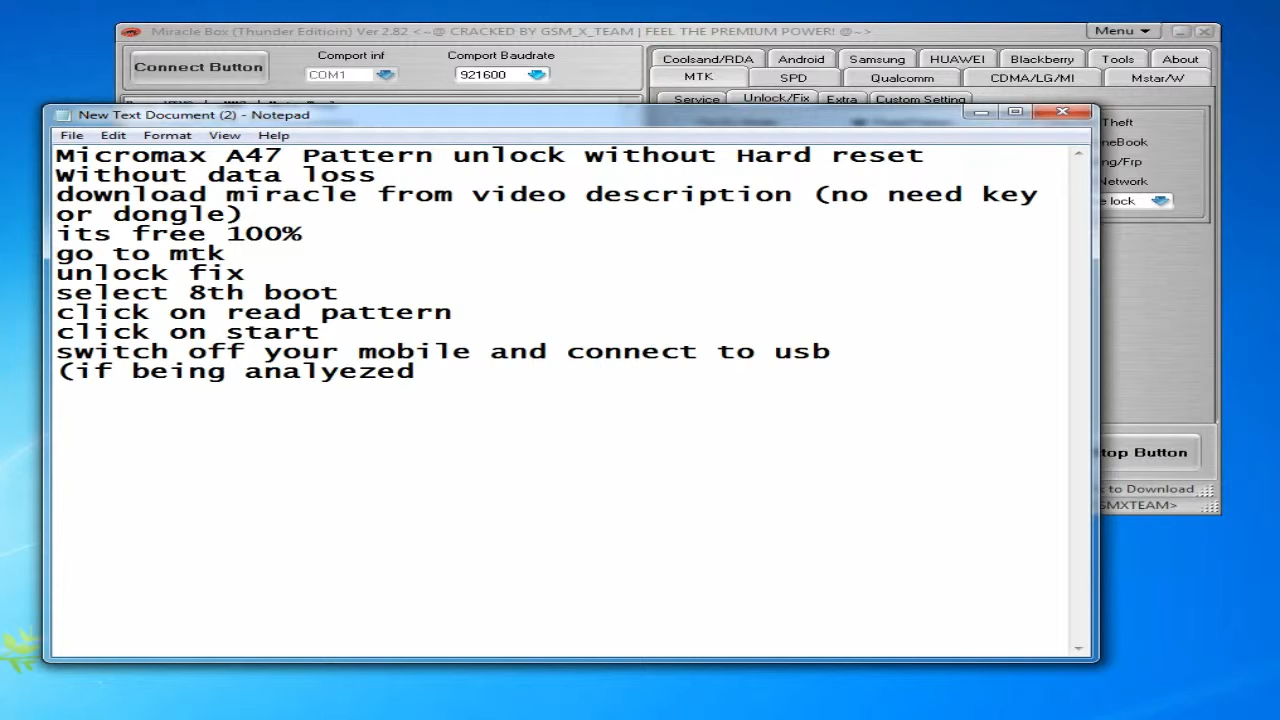 Miracle Box (Thunder Editioin) Ver 2.82 <~@ CRACKED BY GSM_X_TEAM | FEEL THE PREMIUM POWER! @~>
Menu
Connect Button
Comport inf
Comport Baudrate
COM1
921600
Coolsand/RDA
Android
Samsung
HUAWEI
Blackberry
Tools
About
MTK
SPD
Qualcomm
CDMA/LG/MI
Mstar/W
Service
Unlock/Fix
Extra
Custom Setting
New Text Document (2) - Notepad
Theft
File Edit Format View Help
neBook
Micromax A47 Pattern unlock without Hard reset
ng/Frp
Without data loss
Network
download miracle from video description (no need key
e lock
or dongle)
its free 100%
go to mtk
unlock fix
select 8th boot
click on read pattern
click on start
switch off your mobile and connect to usb
(if being analyezed
top Button
to Download
SMXTEAM>